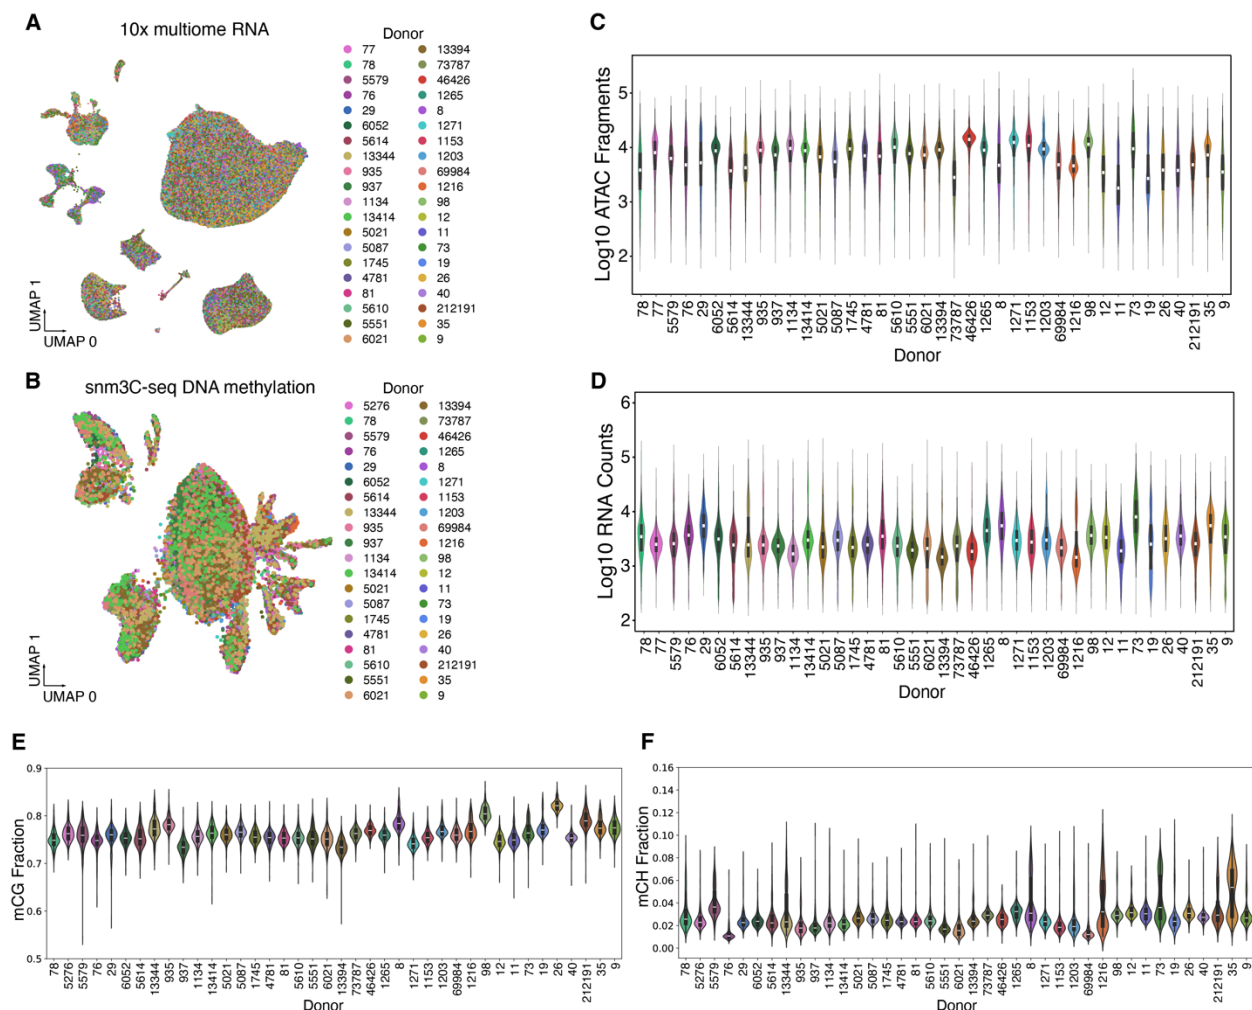 A
10x multiome RNA
Donor
77 13394
78 73787
5579 46426
76 1265
29 8
6052 1271
5614 1153
13344 1203
935 69984
937 1216
1134 98
13414 12
5021 11
5087 73
1745 19
4781 26
81 40
5610 212191
5551 35
6021 9
UMAP 1
UMAP 0
B
snm3C-seq DNA methylation
Donor
5276 13394
78 73787
5579 46426
76 1265
29 8
6052 1271
5614 1153
13344 1203
935 69984
937 1216
1134 98
13414 12
5021 11
5087 73
1745 19
4781 26
81 40
5610 212191
5551 35
6021 9
UMAP 1
UMAP 0
C
Log10 ATAC Fragments
5
4
3
2
78 77 5579 76 29 6052 5614 13344 935 937 1134 13414 5021 5087 1745 4781 81 5610 5551 6021 13394 73787 46426 1265 8 1271 1153 1203 69984 1216 98 12 11 73 19 26 40 212191 35 9
Donor
D
Log10 RNA Counts
6
5
4
3
2
78 77 5579 76 29 6052 5614 13344 935 937 1134 13414 5021 5087 1745 4781 81 5610 5551 6021 13394 73787 46426 1265 8 1271 1153 1203 69984 1216 98 12 11 73 19 26 40 212191 35 9
Donor
E
mCG Fraction
0.9
0.8
0.7
0.6
0.5
78 5276 5579 76 29 6052 5614 13344 935 937 1134 13414 5021 5087 1745 4781 81 5610 5551 6021 13394 73787 46426 1265 8 1271 1153 1203 69984 1216 98 12 11 73 19 26 40 212191 35 9
Donor
F
mCH Fraction
0.16
0.14
0.12
0.10
0.08
0.06
0.04
0.02
0.00
78 5276 5579 76 29 6052 5614 13344 935 937 1134 13414 5021 5087 1745 4781 81 5610 5551 6021 13394 73787 46426 1265 8 1271 1153 1203 69984 1216 98 12 11 73 19 26 40 212191 35 9
Donor